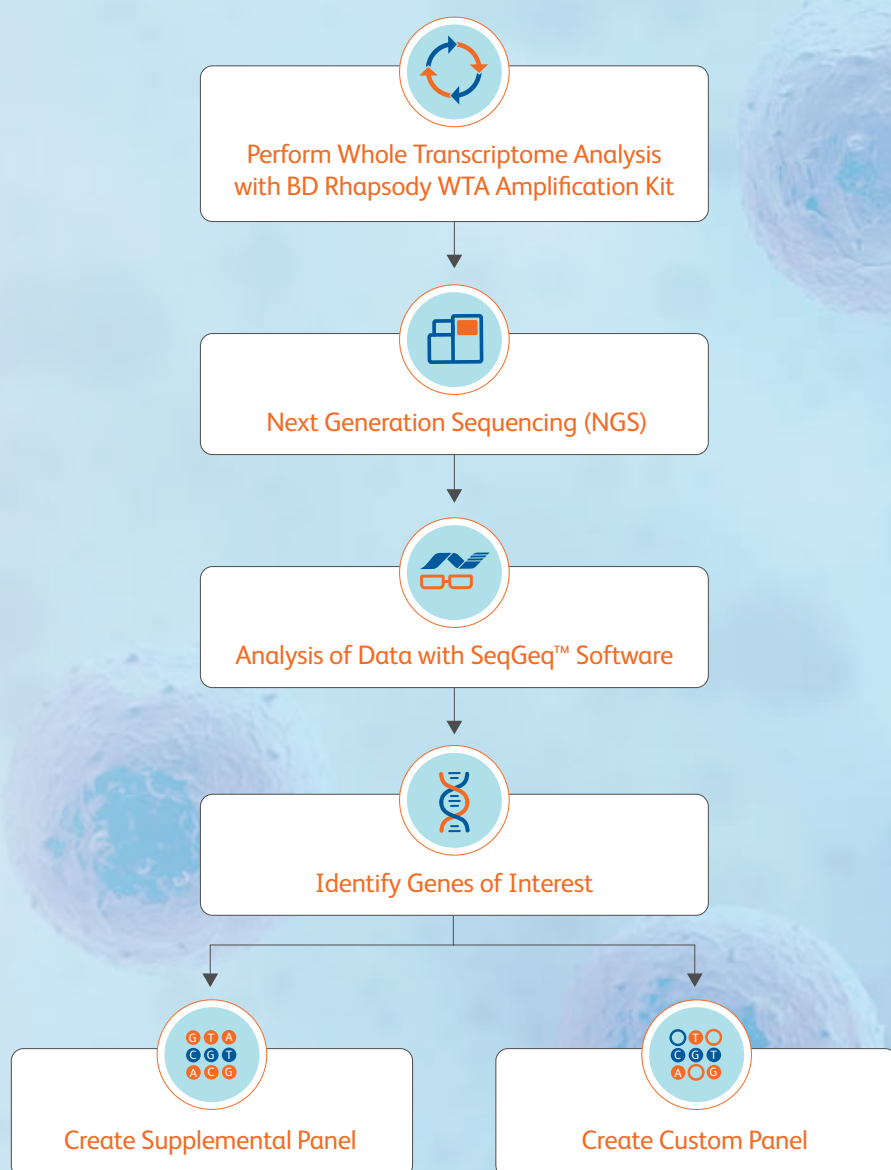 Perform Whole Transcriptome Analysis
with BD Rhapsody WTA Amplification Kit
Next Generation Sequencing (NGS)
Analysis of Data with SeqGeq™ Software
Identify Genes of Interest
G T A
C G T
A C G
Create Supplemental Panel
T
C G T
A G
Create Custom Panel